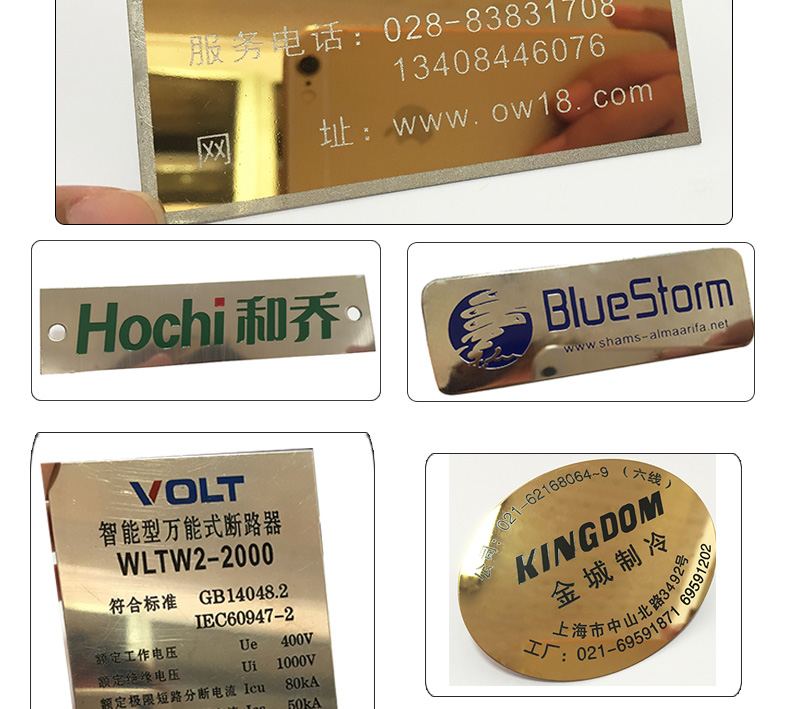 服务电话：028-83831708
13408446076
网 址：www.ow18.com
Hochi 和乔
BlueStorm
www.shams-almaarifa.net
VOLT
智能型万能式断路器
WLTW2-2000
符合标准 GB14048.2
IEC60947-2
额定工作电压 Ue 400V
额定绝缘电压 Ui 1000V
额定极限短路分断电流 Icu 80kA
50kA
公司：021-62168064~9 （六线）
KINGDOM
金城制冷
上海市中山北路3492号
工厂：021-69591871 69591202